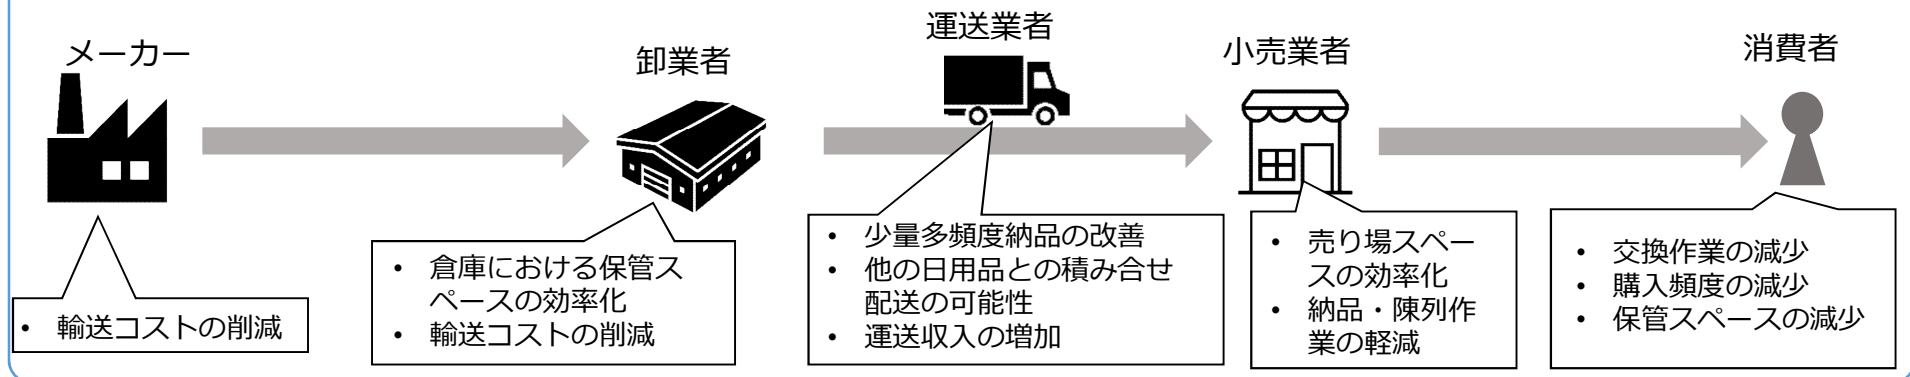 メーカー
卸業者
運送業者
小売業者
消費者
• 輸送コストの削減
• 倉庫における保管ス
ペースの効率化
• 輸送コストの削減
• 少量多頻度納品の改善
• 他の日用品との積み合せ
配送の可能性
• 運送収入の増加
• 売り場スペー
スの効率化
• 納品・陳列作
業の軽減
• 交換作業の減少
• 購入頻度の減少
• 保管スペースの減少